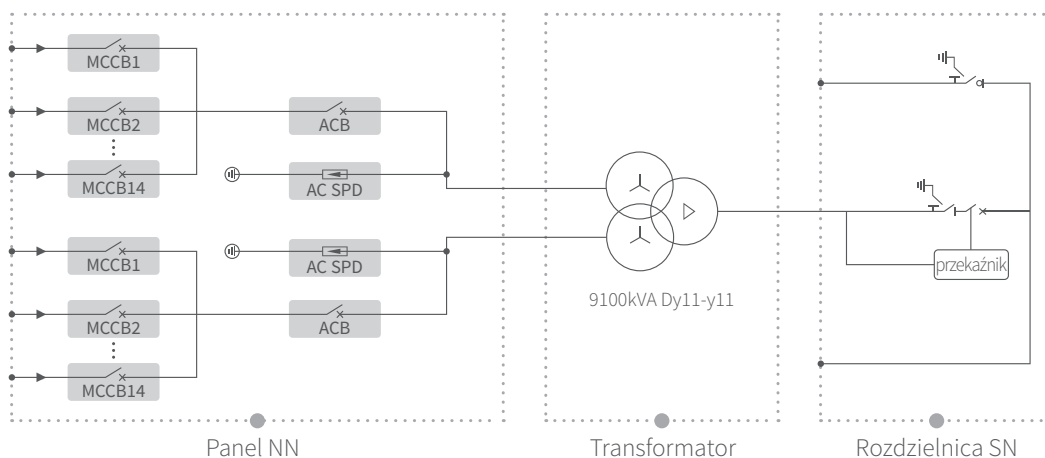 MCCB1
MCCB2
ACB
MCCB14
AC SPD
MCCB1
AC SPD
MCCB2
ACB
MCCB14
9100kVA Dy11-y11
przekaźnik
Panel NN
Transformator
Rozdzielnica SN